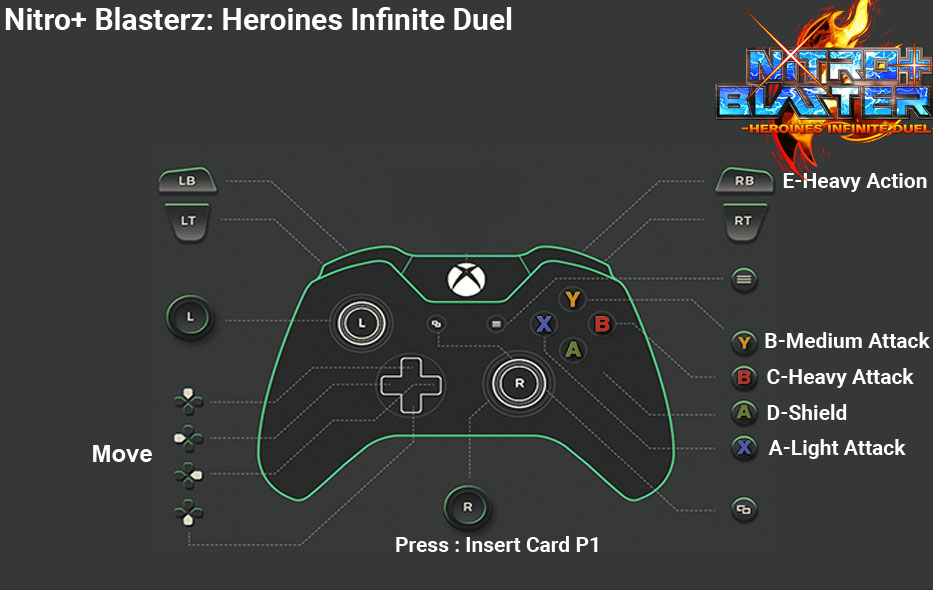 Nitro+ Blasterz: Heroines Infinite Duel
NITRO+
BLASTER
-HEROINES INFINITE DUEL-
LB
RB
E-Heavy Action
LT
RT
Y
L
L
X
B
A
Y
B-Medium Attack
R
B
C-Heavy Attack
A
D-Shield
Move
X
A-Light Attack
R
Press : Insert Card P1